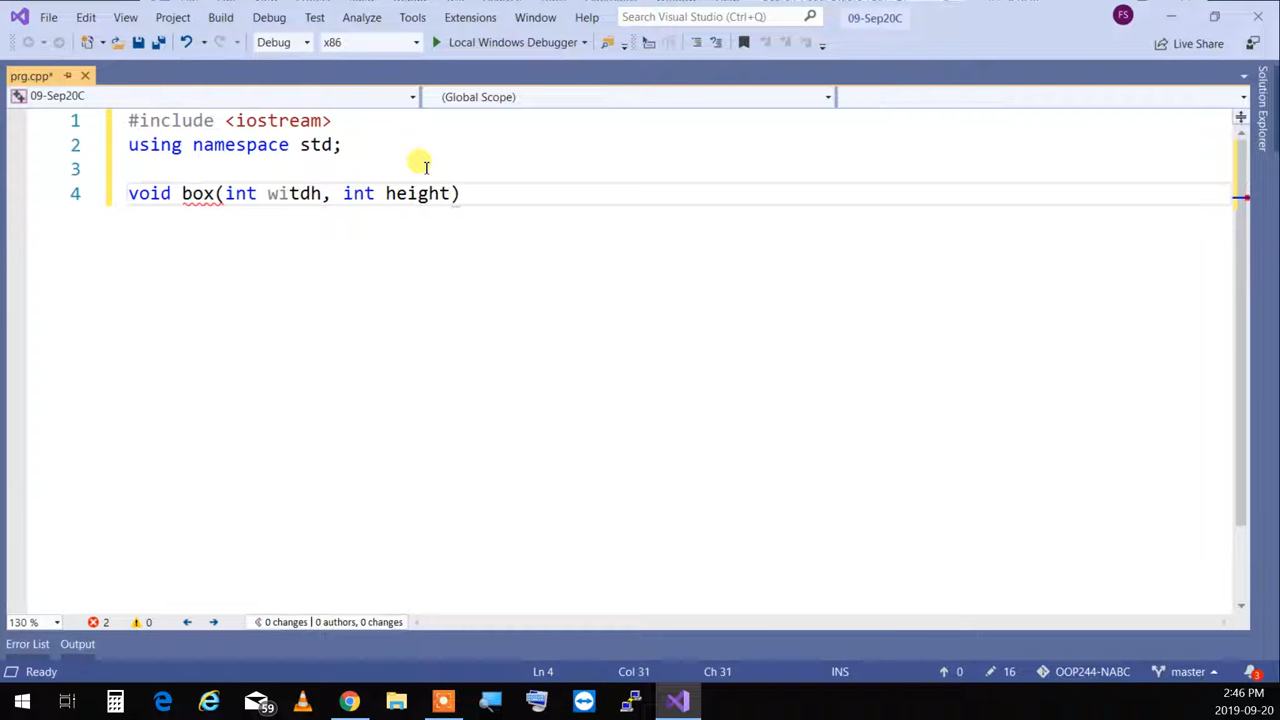 File Edit View Project Build Debug Test Analyze Tools Extensions Window Help Search Visual Studio (Ctrl+Q) 09-Sep20C FS
Debug x86 Local Windows Debugger Live Share
prg.cpp*
09-Sep20C (Global Scope)
1 #include <iostream>
2 using namespace std;
3
4 void box(int witdh, int height)
Solution Explorer
130 % 2 0 0 changes | 0 authors, 0 changes
Error List Output
Ready Ln 4 Col 31 Ch 31 INS 0 16 OOP244-NABC master 3
59 2:46 PM
2019-09-20